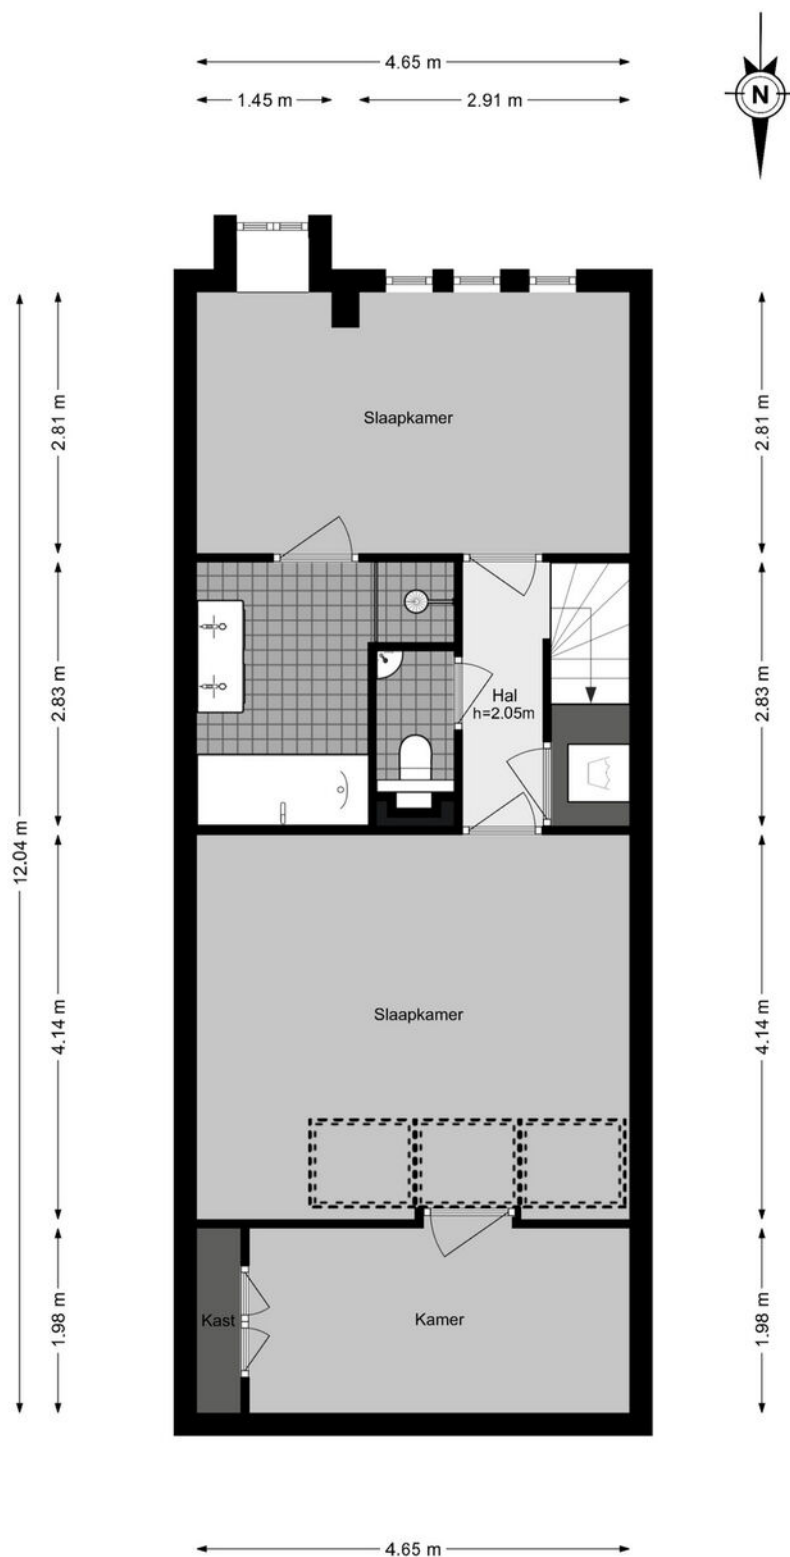 4.65 m
1.45 m
2.91 m
N
2.81 m
2.81 m
Slaapkamer
2.83 m
2.83 m
Hal
h=2.05m
12.04 m
4.14 m
4.14 m
Slaapkamer
1.98 m
1.98 m
Kast
Kamer
4.65 m